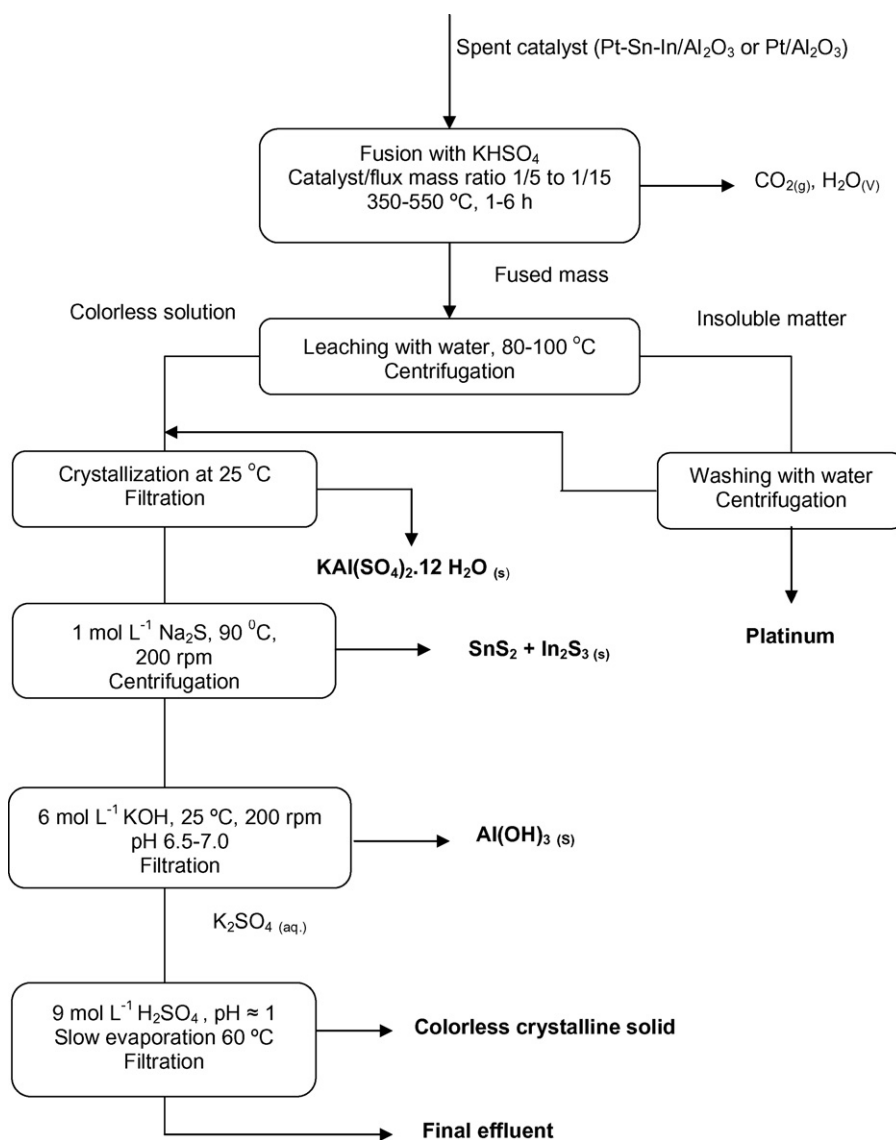 Spent catalyst (Pt-Sn-In/Al₂O₃ or Pt/Al₂O₃)
Fusion with KHSO₄
Catalyst/flux mass ratio 1/5 to 1/15
350-550 ºC, 1-6 h
CO₂(g), H₂O(V)
Fused mass
Colorless solution
Insoluble matter
Leaching with water, 80-100 °C
Centrifugation
Crystallization at 25 °C
Filtration
Washing with water
Centrifugation
KAl(SO₄)₂.12 H₂O (s)
Platinum
1 mol L⁻¹ Na₂S, 90 ⁰C,
200 rpm
Centrifugation
SnS₂ + In₂S₃ (s)
6 mol L⁻¹ KOH, 25 ºC, 200 rpm
pH 6.5-7.0
Filtration
Al(OH)₃ (S)
K₂SO₄ (aq.)
9 mol L⁻¹ H₂SO₄ , pH ≈ 1
Slow evaporation 60 ºC
Filtration
Colorless crystalline solid
Final effluent